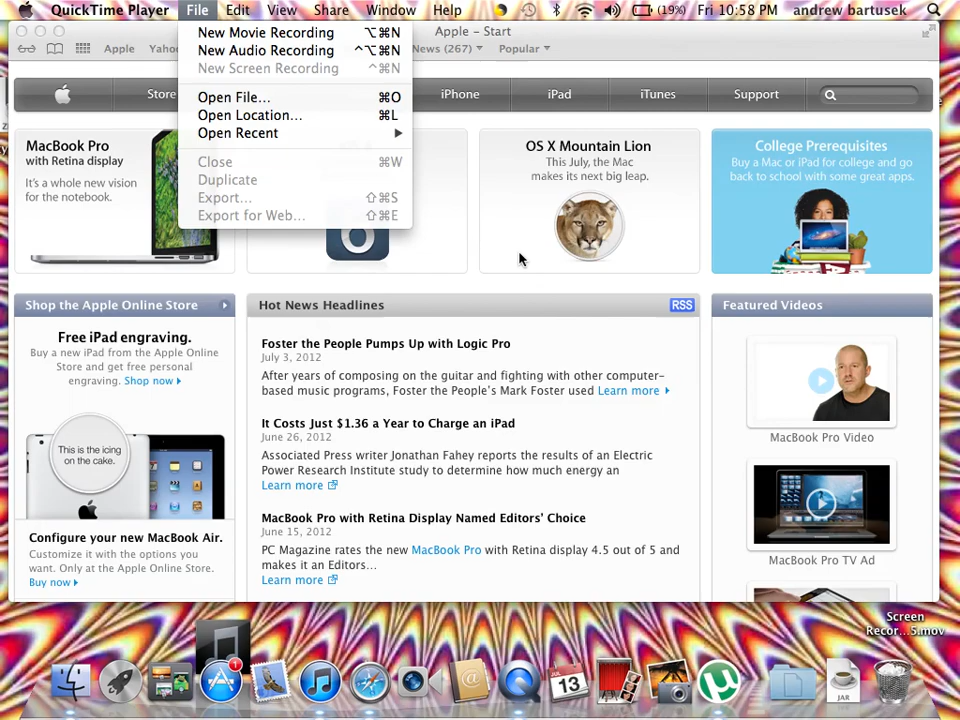 QuickTime Player File Edit View Share Window Help (19%) Fri 10:58 PM andrew bartusek
Apple – Start
Apple News (267) Popular
New Movie Recording ⌥⌘N
New Audio Recording ^⌥⌘N
New Screen Recording ^⌘N
Open File... ⌘O
Open Location... ⌘L
Open Recent
Close ⌘W
Duplicate
Export... ⇧⌘S
Export for Web... ⇧⌘E
Store iPhone iPad iTunes Support
MacBook Pro
with Retina display
It's a whole new vision
for the notebook.
6
OS X Mountain Lion
This July, the Mac
makes its next big leap.
College Prerequisites
Buy a Mac or iPad for college and go
back to school with some great apps.
Shop the Apple Online Store
Free iPad engraving.
Buy a new iPad from the Apple Online
Store and get free personal
engraving. Shop now
This is the icing
on the cake.
Configure your new MacBook Air.
Customize it with the options you
want. Only at the Apple Online Store.
Buy now
Hot News Headlines RSS
Foster the People Pumps Up with Logic Pro
July 3, 2012
After years of composing on the guitar and fighting with other computer-
based music programs, Foster the People's Mark Foster used Learn more
It Costs Just $1.36 a Year to Charge an iPad
June 26, 2012
Associated Press writer Jonathan Fahey reports the results of an Electric
Power Research Institute study to determine how much energy an
Learn more
MacBook Pro with Retina Display Named Editors' Choice
June 15, 2012
PC Magazine rates the new MacBook Pro with Retina display 4.5 out of 5 and
makes it an Editors...
Learn more
Featured Videos
MacBook Pro Video
MacBook Pro TV Ad
Screen
Recor...5.mov
1
JUL
13
JAR